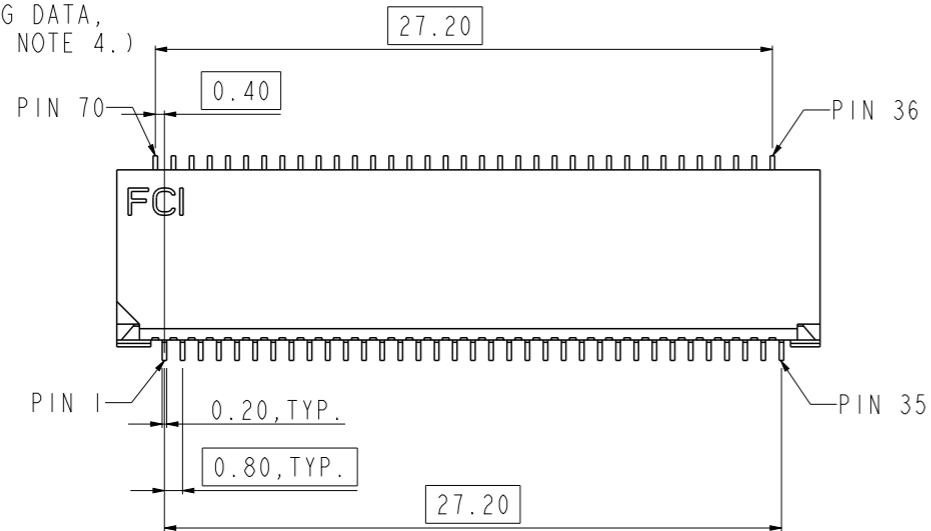 G DATA,
NOTE 4.)
27.20
0.40
PIN 70
PIN 36
FCI
PIN 1
0.20,TYP.
PIN 35
0.80,TYP.
27.20